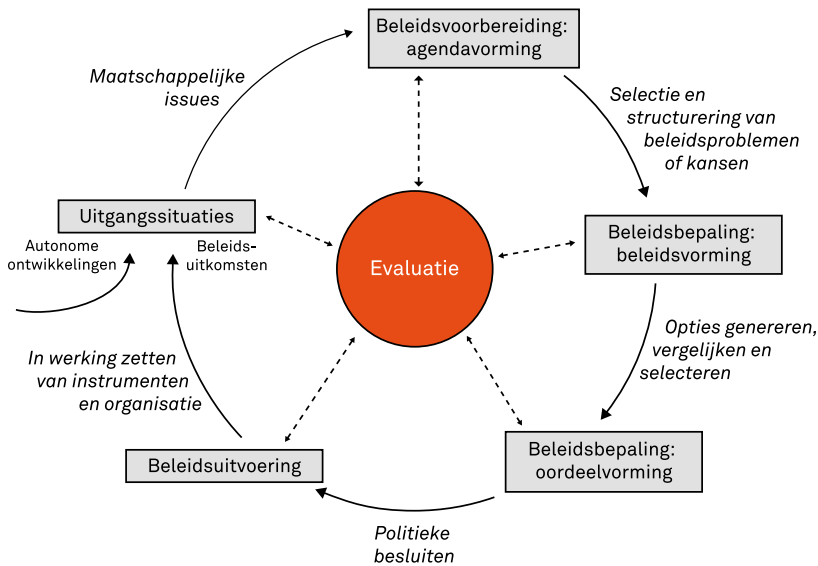 Beleidsvoorbereiding:
agendavorming
Maatschappelijke
issues
Selectie en
structurering van
beleidsproblemen
of kansen
Uitgangssituaties
Autonome
ontwikkelingen
Beleids-
uitkomsten
Evaluatie
Beleidsbepaling:
beleidsvorming
Opties genereren,
vergelijken en
selecteren
In werking zetten
van instrumenten
en organisatie
Beleidsbepaling:
oordeelvorming
Beleidsuitvoering
Politieke
besluiten